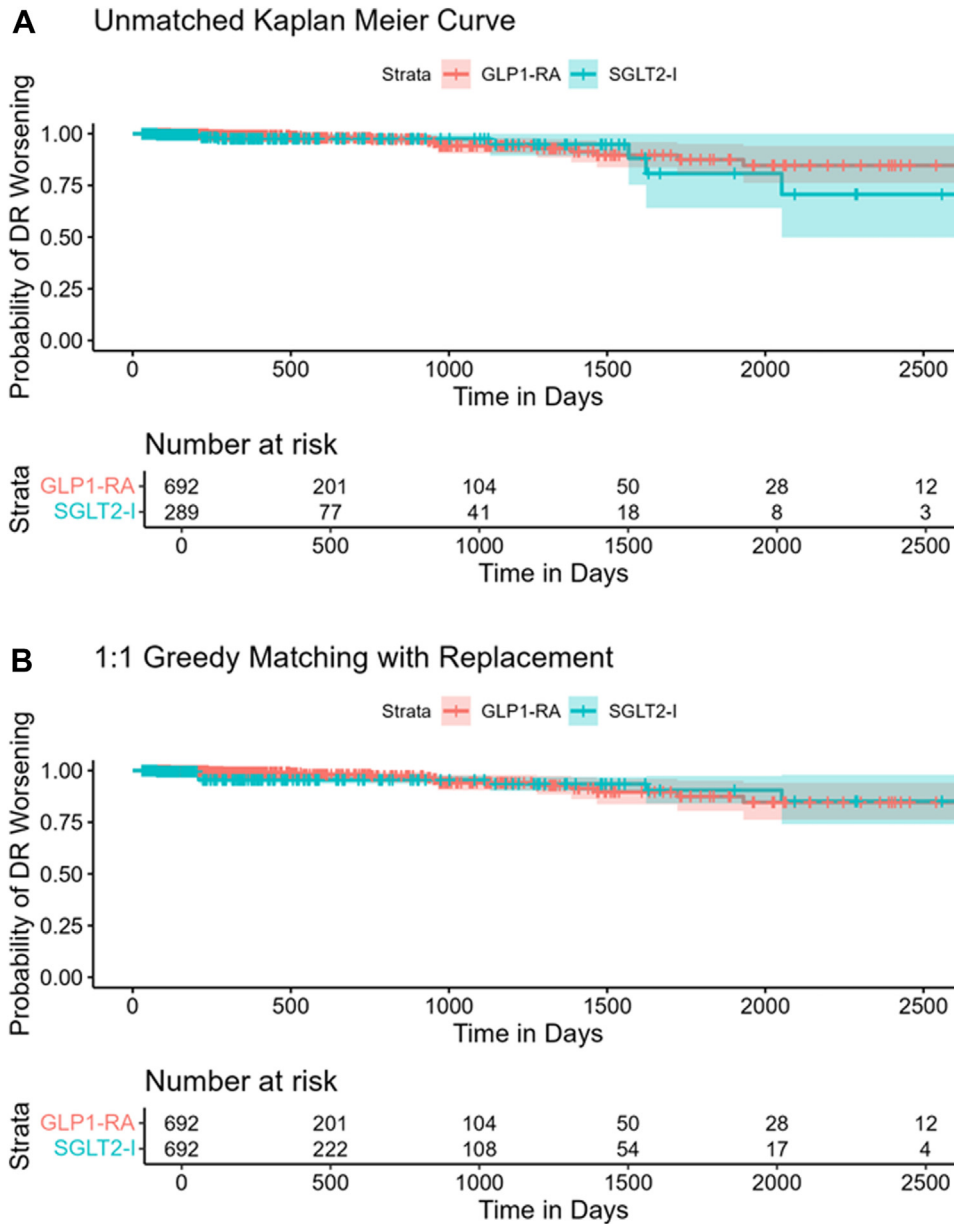 A Unmatched Kaplan Meier Curve
Strata GLP1-RA SGLT2-I
Probability of DR Worsening
1.00
0.75
0.50
0.25
0.00
0 500 1000 1500 2000 2500
Time in Days
Number at risk
Strata
GLP1-RA 692 201 104 50 28 12
SGLT2-I 289 77 41 18 8 3
0 500 1000 1500 2000 2500
Time in Days
B 1:1 Greedy Matching with Replacement
Strata GLP1-RA SGLT2-I
Probability of DR Worsening
1.00
0.75
0.50
0.25
0.00
0 500 1000 1500 2000 2500
Time in Days
Number at risk
Strata
GLP1-RA 692 201 104 50 28 12
SGLT2-I 692 222 108 54 17 4
0 500 1000 1500 2000 2500
Time in Days